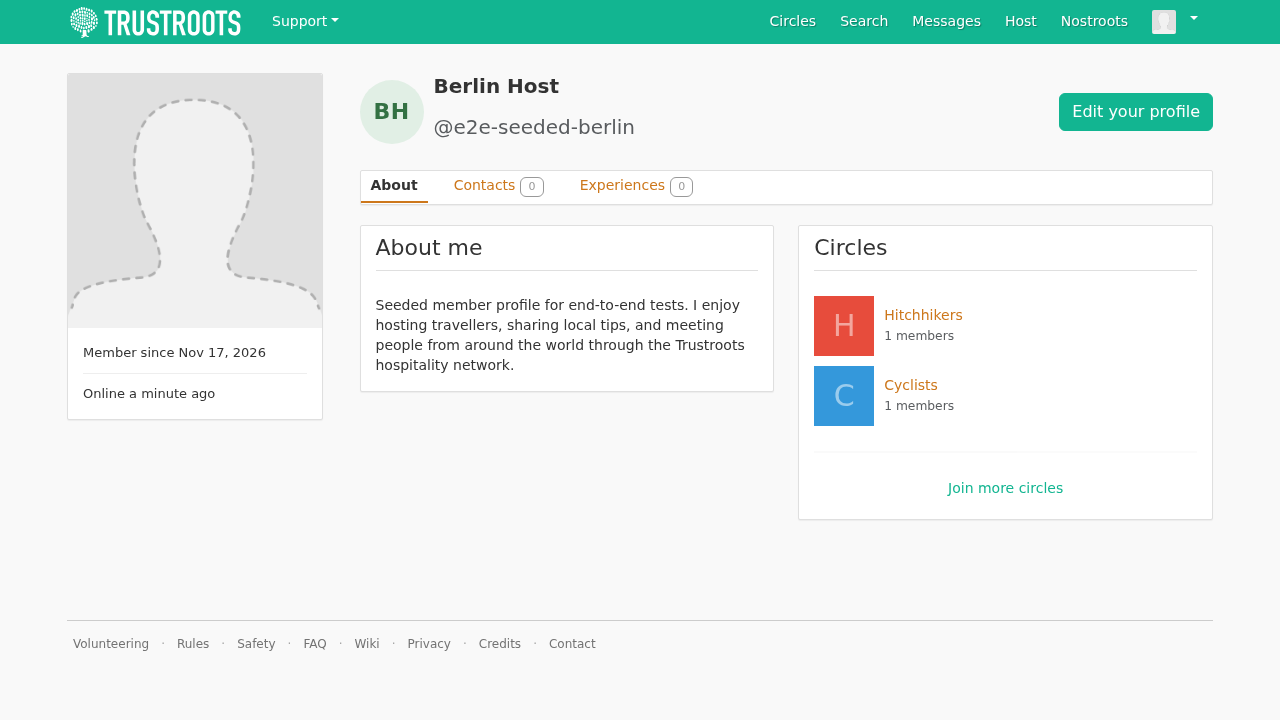 TRUSTROOTS
Support
Circles
Search
Messages
Host
Nostroots
BH
Berlin Host
@e2e-seeded-berlin
Edit your profile
About
Contacts 0
Experiences 0
Member since Nov 17, 2026
Online a minute ago
About me
Seeded member profile for end-to-end tests. I enjoy
hosting travellers, sharing local tips, and meeting
people from around the world through the Trustroots
hospitality network.
Circles
H
Hitchhikers
1 members
C
Cyclists
1 members
Join more circles
Volunteering · Rules · Safety · FAQ · Wiki · Privacy · Credits · Contact